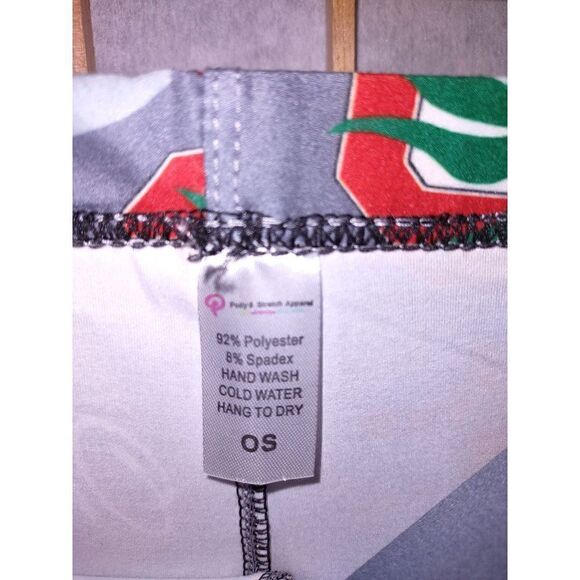 Polly'd Stretch Apparel
92% Polyester
8% Spadex
HAND WASH
COLD WATER
HANG TO DRY
OS